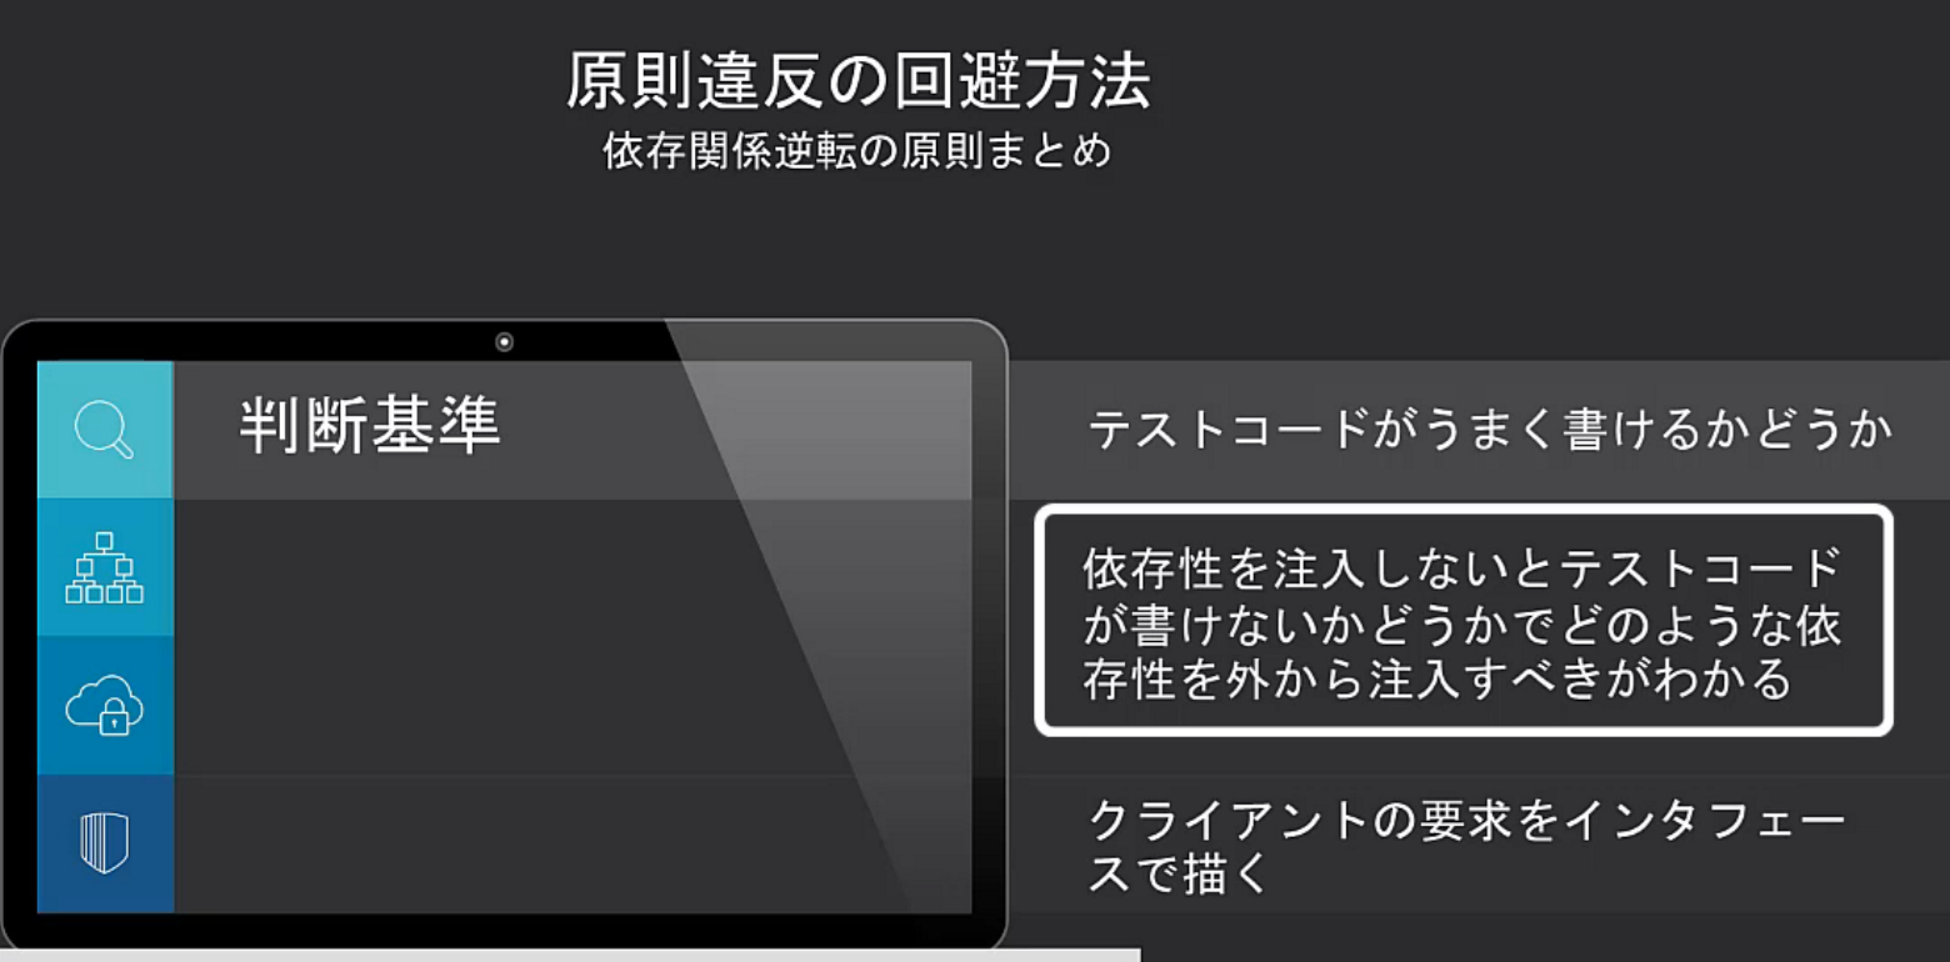 原則違反の回避方法
依存関係逆転の原則まとめ
判断基準
テストコードがうまく書けるかどうか
依存性を注入しないとテストコード
が書けないかどうかでどのような依
存性を外から注入すべきがわかる
クライアントの要求をインタフェー
スで描く